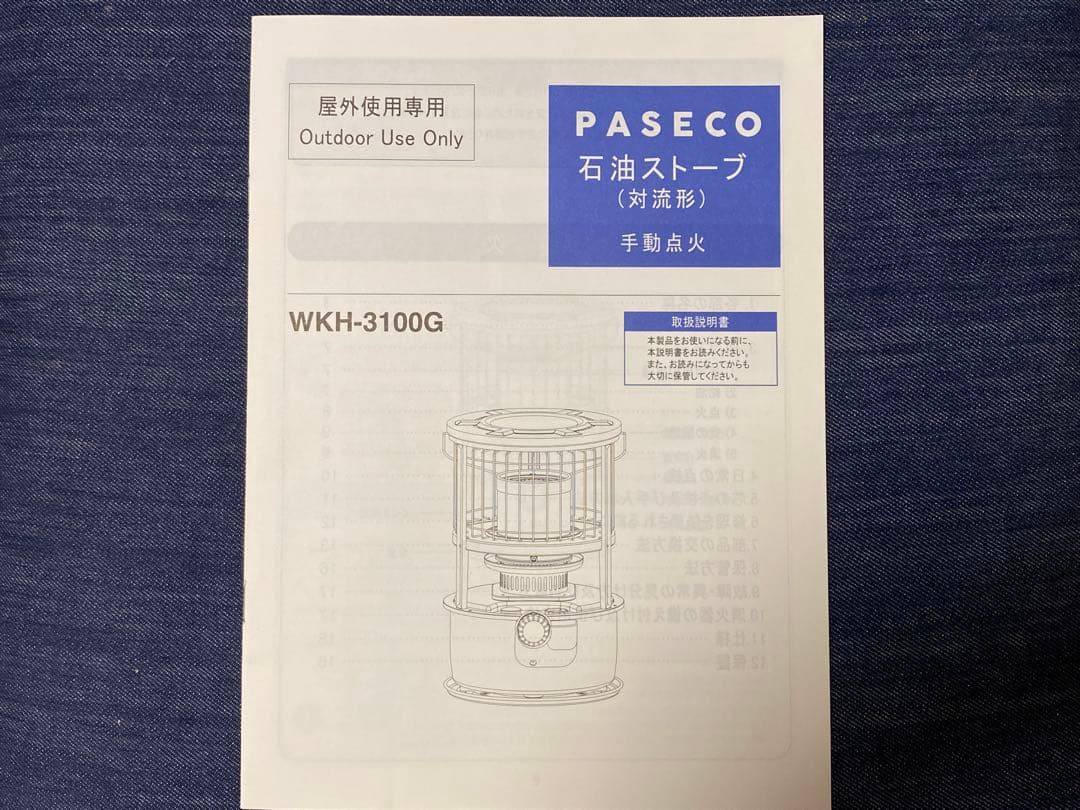 屋外使用専用
Outdoor Use Only
PASECO
石油ストーブ
(対流形)
手動点火
WKH-3100G
取扱説明書
本製品をお使いになる前に、
本説明書をお読みください。
また、お読みになってからも
大切に保管してください。